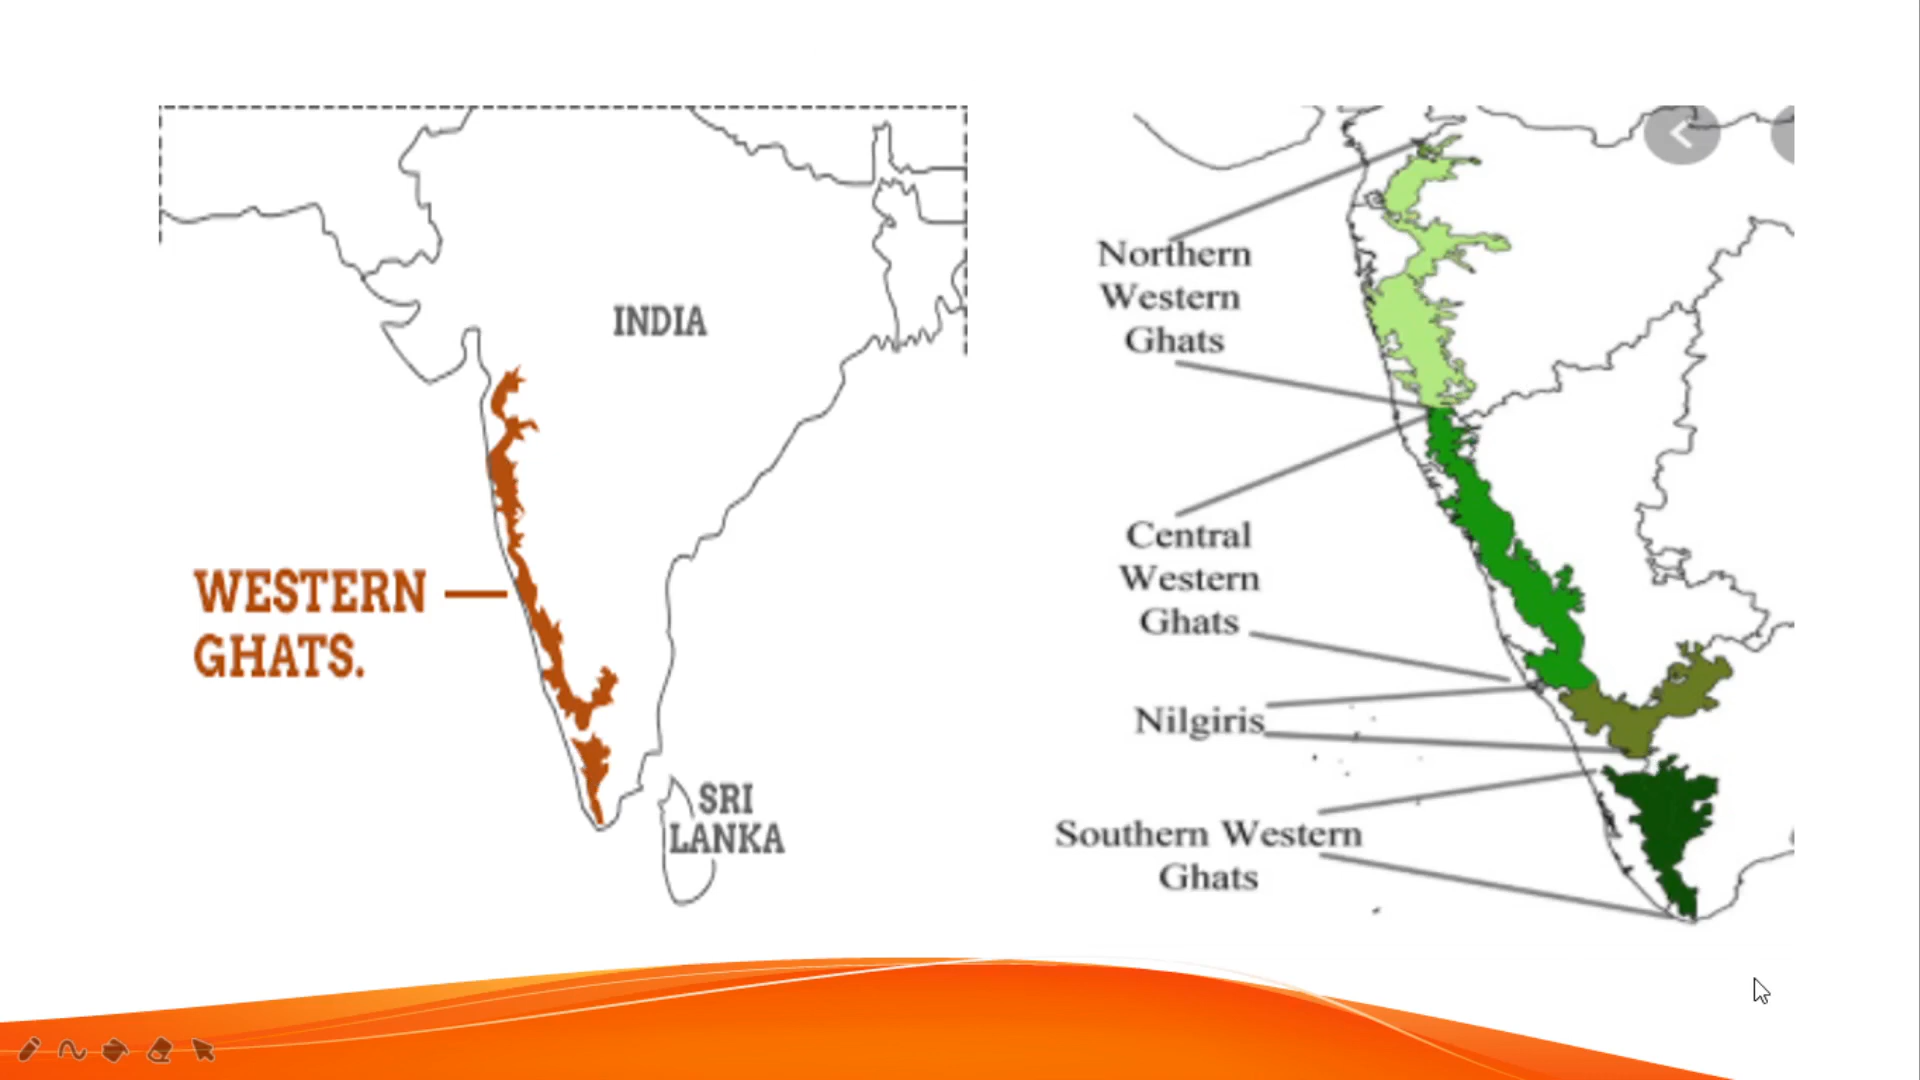 INDIA
WESTERN
GHATS.
SRI
LANKA
Northern
Western
Ghats
Central
Western
Ghats
Nilgiris
Southern Western
Ghats